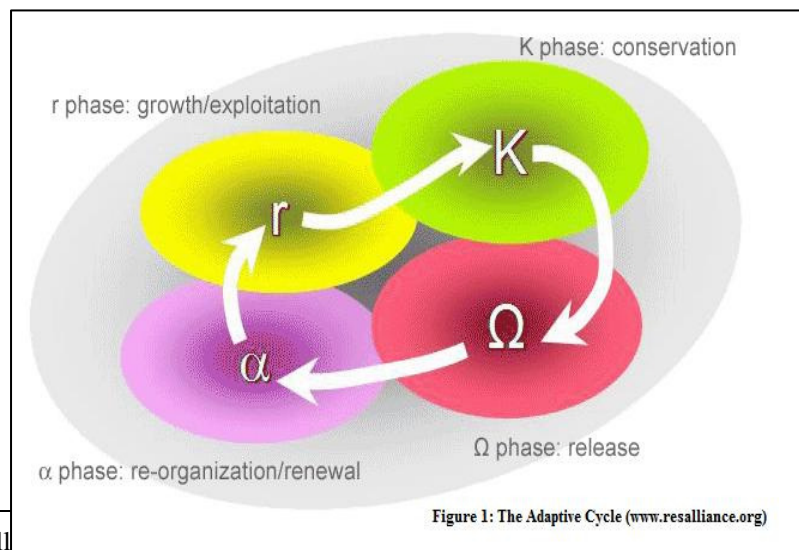 K phase: conservation
r phase: growth/exploitation
K
r
Ω
α
Ω phase: release
α phase: re-organization/renewal
Figure 1: The Adaptive Cycle (www.resalliance.org)